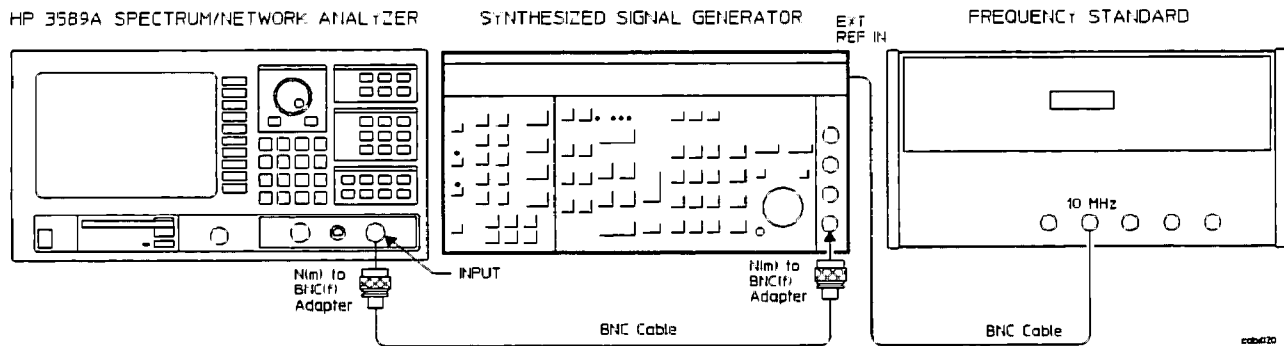 HP 3589A SPECTRUM/NETWORK ANALYZER
SYNTHESIZED SIGNAL GENERATOR
EXT
REF IN
FREQUENCY STANDARD
10 MHz
INPUT
N(m) to
BNC(f)
Adapter
N(m) to
BNC(f)
Adapter
BNC Cable
BNC Cable